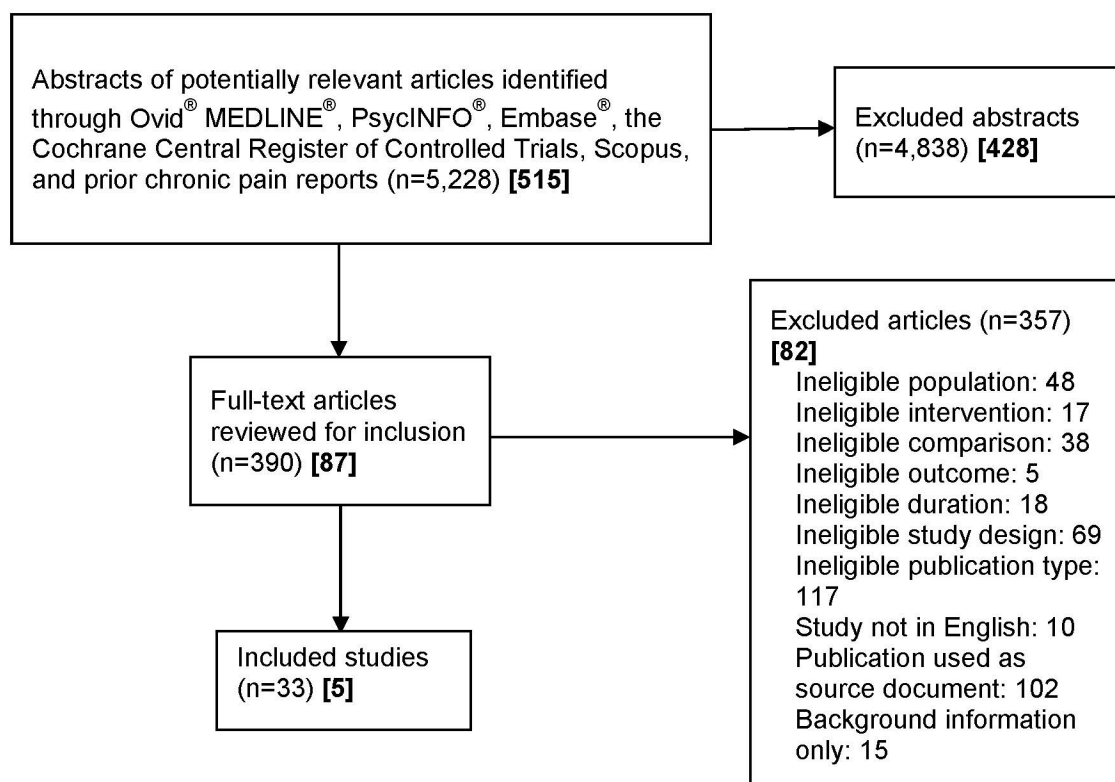 Abstracts of potentially relevant articles identified
through Ovid® MEDLINE®, PsycINFO®, Embase®, the
Cochrane Central Register of Controlled Trials, Scopus,
and prior chronic pain reports (n=5,228) [515]
Excluded abstracts
(n=4,838) [428]
Full-text articles
reviewed for inclusion
(n=390) [87]
Excluded articles (n=357)
[82]
Ineligible population: 48
Ineligible intervention: 17
Ineligible comparison: 38
Ineligible outcome: 5
Ineligible duration: 18
Ineligible study design: 69
Ineligible publication type:
117
Study not in English: 10
Publication used as
source document: 102
Background information
only: 15
Included studies
(n=33) [5]